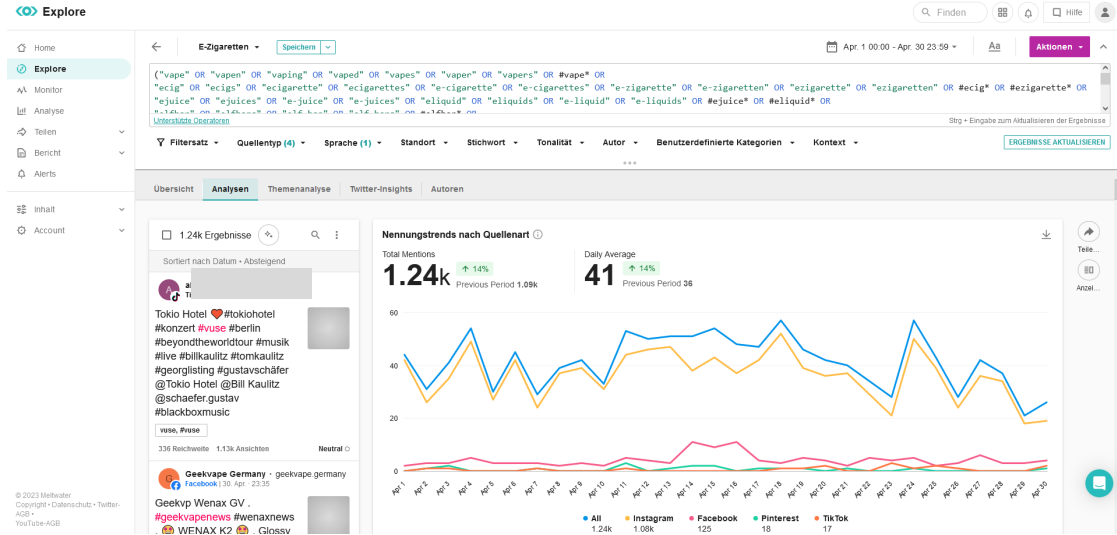 Explore
Finden
Hilfe
Home
Explore
Monitor
Analyse
Teilen
Bericht
Alerts
Inhalt
Account
© 2023 Meltwater
Copyright • Datenschutz • Twitter-
AGB •
YouTube-AGB
E-Zigaretten
Speichern
Apr. 1 00:00 - Apr. 30 23:59
Aa
Aktionen
("vape" OR "vapen" OR "vaping" OR "vaped" OR "vapes" OR "vaper" OR "vapers" OR #vape* OR
"ecig" OR "ecigs" OR "ecigarette" OR "ecigarettes" OR "e-cigarette" OR "e-cigarettes" OR "e-zigarette" OR "e-zigaretten" OR "ezigarette" OR "ezigaretten" OR #ecig* OR #ezigarette* OR
"ejuice" OR "ejuices" OR "e-juice" OR "e-juices" OR "eliquid" OR "eliquids" OR "e-liquid" OR "e-liquids" OR #ejuice* OR #eliquid* OR
Unterstützte Operatoren
Strg + Eingabe zum Aktualisieren der Ergebnisse
Filtersatz
Quellentyp (4)
Sprache (1)
Standort
Stichwort
Tonalität
Autor
Benutzerdefinierte Kategorien
Kontext
ERGEBNISSE AKTUALISIEREN
Übersicht
Analysen
Themenanalyse
Twitter-Insights
Autoren
1.24k Ergebnisse
Sortiert nach Datum • Absteigend
A
Tokio Hotel ❤️#tokiohotel
#konzert #vuse #berlin
#beyondtheworldtour #musik
#live #billkaulitz #tomkaulitz
#georglisting #gustavschäfer
@Tokio Hotel @Bill Kaulitz
@schaefer.gustav
#blackboxmusic
vuse, #vuse
336 Reichweite 1.13k Ansichten
Neutral
G
Geekvape Germany · geekvape.germany
Facebook | 30. Apr. · 23:35
Geekvp Wenax GV .
#geekvapenews #wenaxnews
. 🤩 WENAX K2 🤩 . Glossy
Nennungstrends nach Quellenart
Total Mentions
1.24k
14%
Previous Period 1.09k
Daily Average
41
14%
Previous Period 36
60
40
20
0
Apr 1
Apr 2
Apr 3
Apr 4
Apr 5
Apr 6
Apr 7
Apr 8
Apr 9
Apr 10
Apr 11
Apr 12
Apr 13
Apr 14
Apr 15
Apr 16
Apr 17
Apr 18
Apr 19
Apr 20
Apr 21
Apr 22
Apr 23
Apr 24
Apr 25
Apr 26
Apr 27
Apr 28
Apr 29
Apr 30
All
1.24k
Instagram
1.08k
Facebook
125
Pinterest
18
TikTok
17
Teile...
Anzei...